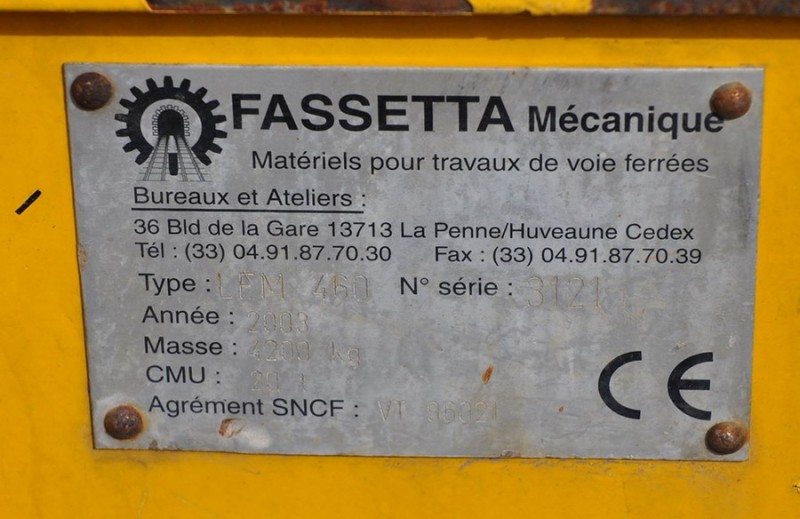 FASSETTA Mécanique
Matériels pour travaux de voie ferrées
Bureaux et Ateliers :
36 Bld de la Gare 13713 La Penne/Huveaune Cedex
Tél : (33) 04.91.87.70.30 Fax : (33) 04.91.87.70.39
Type : LEM 460 N° série : 3121
Année : 2003
Masse : 4200 kg
CMU : 20
Agrément SNCF : VT
CE